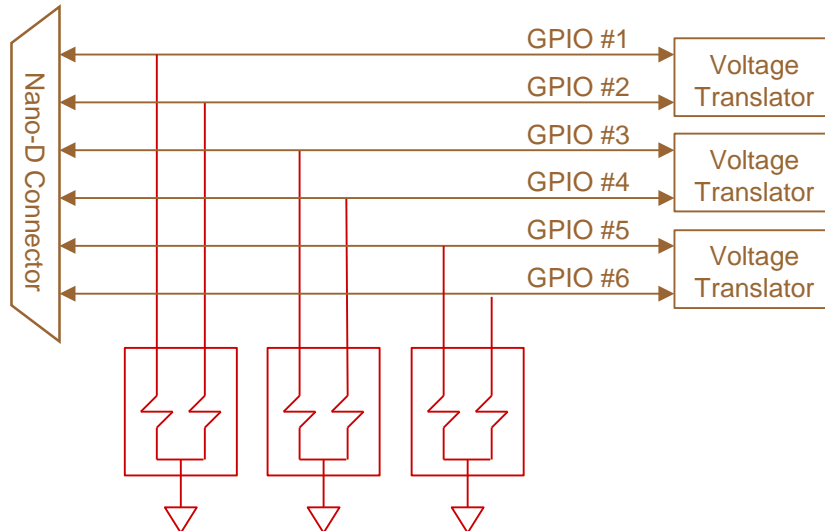 Nano-D Connector
GPIO #1
GPIO #2
Voltage
Translator
GPIO #3
GPIO #4
Voltage
Translator
GPIO #5
GPIO #6
Voltage
Translator